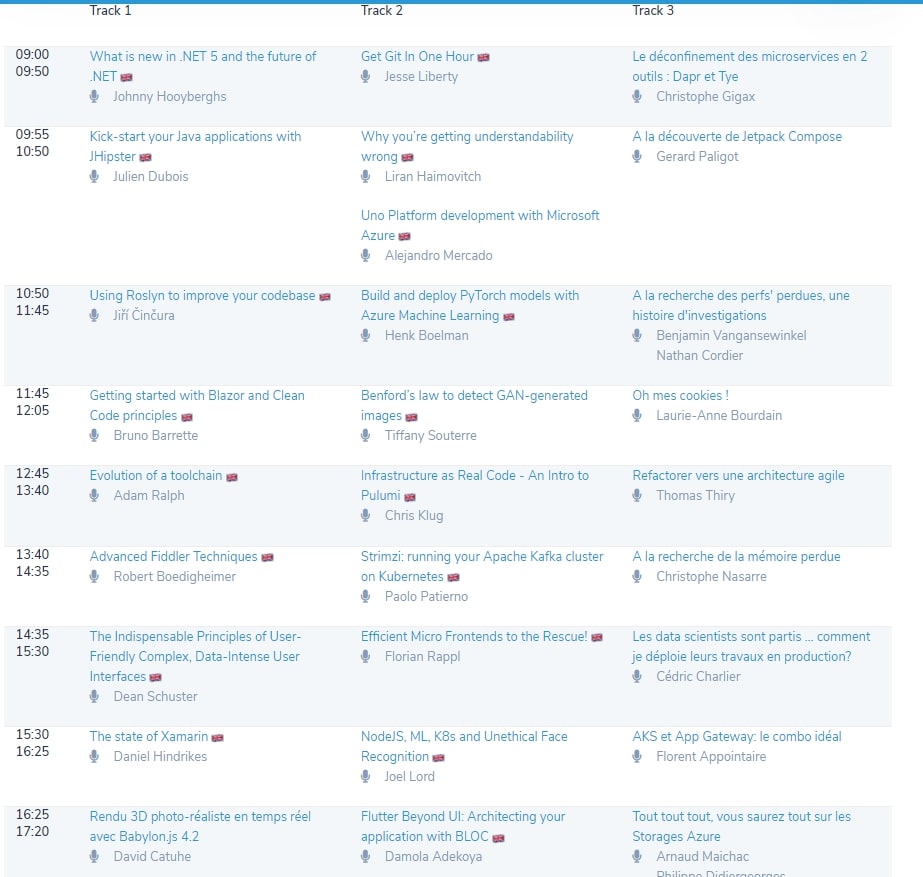 Track 1
Track 2
Track 3
09:00
09:50
What is new in .NET 5 and the future of
.NET
Johnny Hooyberghs
Get Git In One Hour
Jesse Liberty
Le déconfinement des microservices en 2
outils : Dapr et Tye
Christophe Gigax
09:55
10:50
Kick-start your Java applications with
JHipster
Julien Dubois
Why you’re getting understandability
wrong
Liran Haimovitch
Uno Platform development with Microsoft
Azure
Alejandro Mercado
A la découverte de Jetpack Compose
Gerard Paligot
10:50
11:45
Using Roslyn to improve your codebase
Jiří Činčura
Build and deploy PyTorch models with
Azure Machine Learning
Henk Boelman
A la recherche des perfs' perdues, une
histoire d'investigations
Benjamin Vangansewinkel
Nathan Cordier
11:45
12:05
Getting started with Blazor and Clean
Code principles
Bruno Barrette
Benford’s law to detect GAN-generated
images
Tiffany Souterre
Oh mes cookies !
Laurie-Anne Bourdain
12:45
13:40
Evolution of a toolchain
Adam Ralph
Infrastructure as Real Code - An Intro to
Pulumi
Chris Klug
Refactorer vers une architecture agile
Thomas Thiry
13:40
14:35
Advanced Fiddler Techniques
Robert Boedigheimer
Strimzi: running your Apache Kafka cluster
on Kubernetes
Paolo Patierno
A la recherche de la mémoire perdue
Christophe Nasarre
14:35
15:30
The Indispensable Principles of User-
Friendly Complex, Data-Intense User
Interfaces
Dean Schuster
Efficient Micro Frontends to the Rescue!
Florian Rappl
Les data scientists sont partis ... comment
je déploie leurs travaux en production?
Cédric Charlier
15:30
16:25
The state of Xamarin
Daniel Hindrikes
NodeJS, ML, K8s and Unethical Face
Recognition
Joel Lord
AKS et App Gateway: le combo idéal
Florent Appointaire
16:25
17:20
Rendu 3D photo-réaliste en temps réel
avec Babylon.js 4.2
David Catuhe
Flutter Beyond UI: Architecting your
application with BLOC
Damola Adekoya
Tout tout tout, vous saurez tout sur les
Storages Azure
Arnaud Maichac
Philippe Didiergeorges